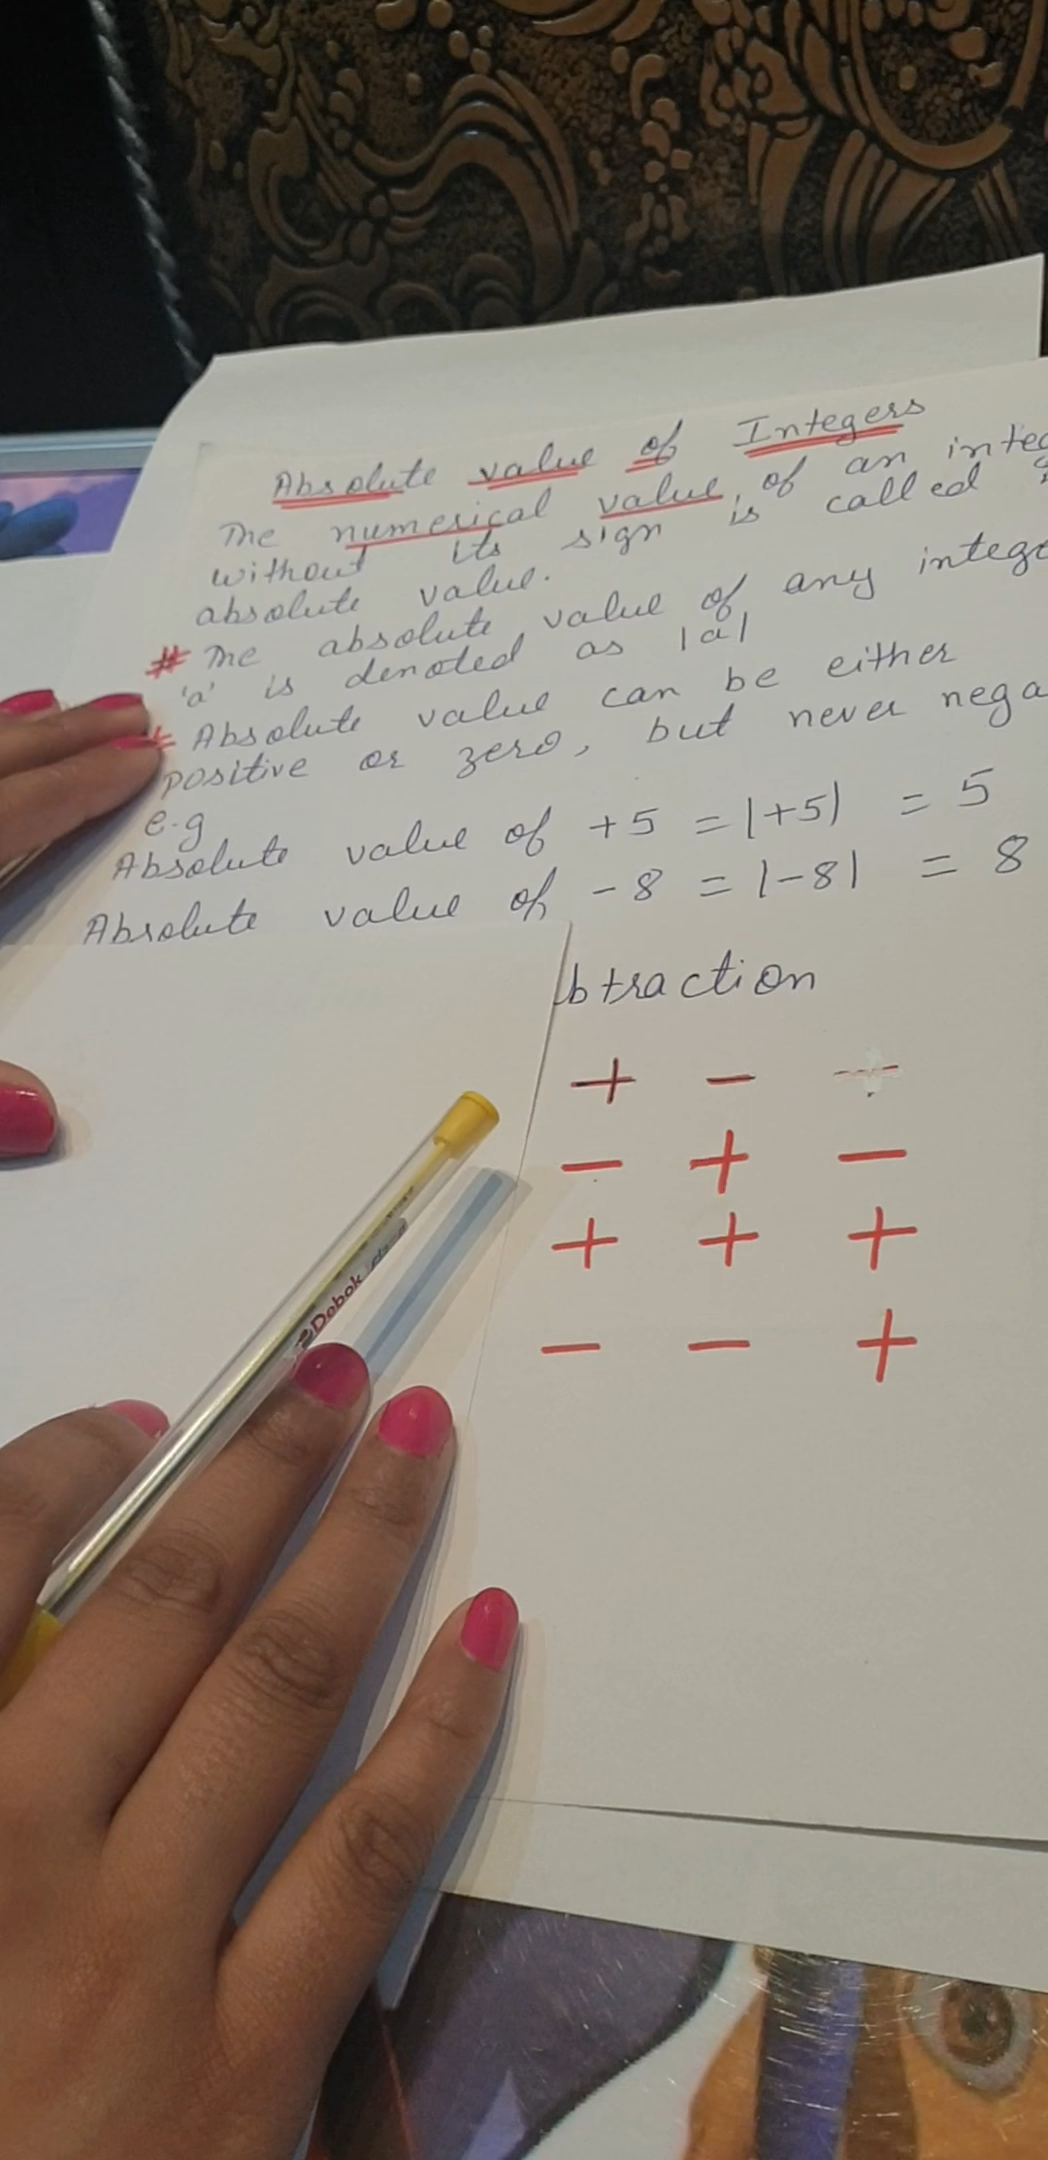 Absolute value of Integers
The numerical value, of an integ
without its sign is called
absolute value.
# The absolute value of any intege
'a' is denoted as |a|
# Absolute value can be either
positive or zero, but never nega
e.g
Absolute value of +5 = |+5| = 5
Absolute value of -8 = |-8| = 8
btraction
+ - -
- + -
+ + +
- - +
Dobok